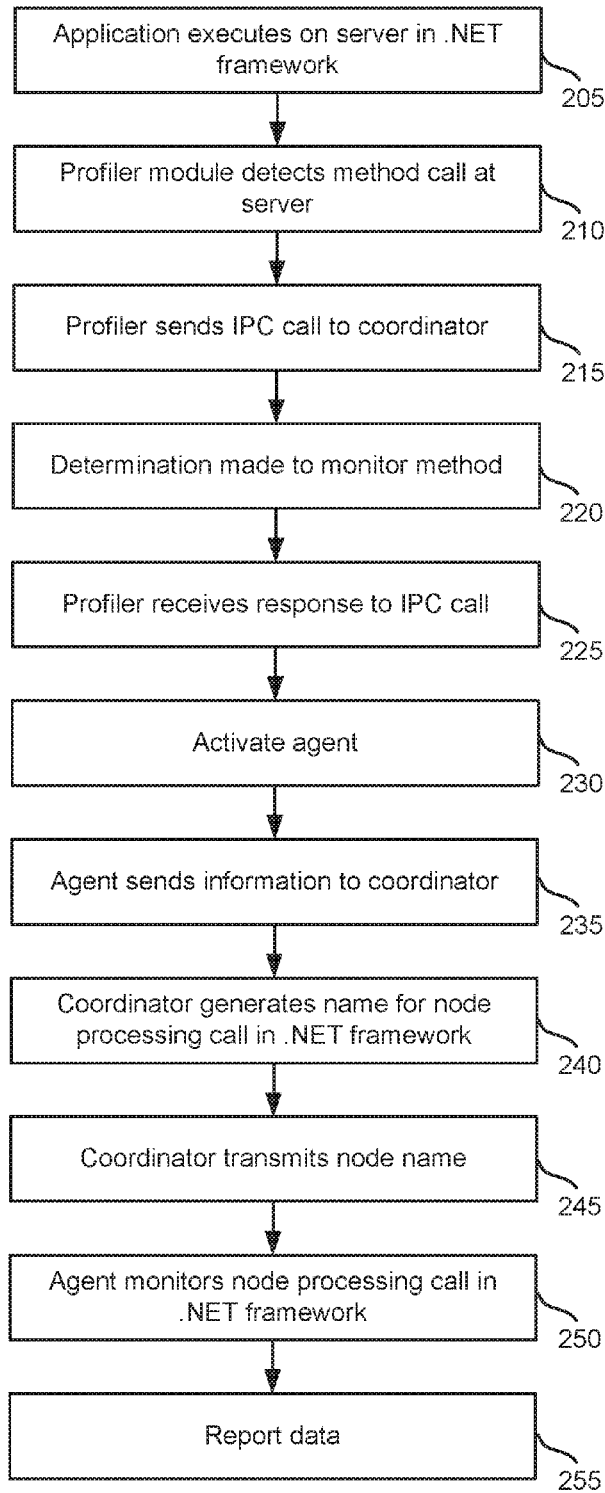 Application executes on server in .NET
framework
205
Profiler module detects method call at
server
210
Profiler sends IPC call to coordinator
215
Determination made to monitor method
220
Profiler receives response to IPC call
225
Activate agent
230
Agent sends information to coordinator
235
Coordinator generates name for node
processing call in .NET framework
240
Coordinator transmits node name
245
Agent monitors node processing call in
.NET framework
250
Report data
255